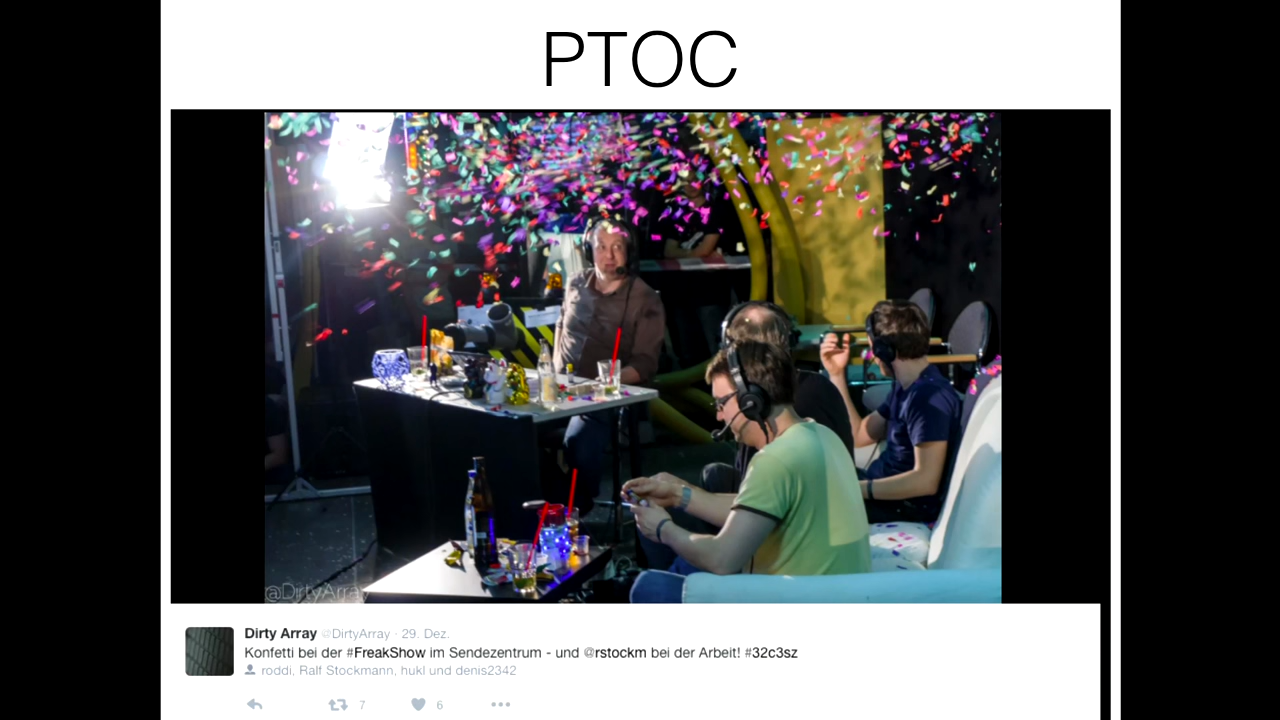 PTOC
@DirtyArray
Dirty Array @DirtyArray · 29. Dez.
Konfetti bei der #FreakShow im Sendezentrum - und @rstockm bei der Arbeit! #32c3sz
roddi, Ralf Stockmann, hukl und denis2342
7 6